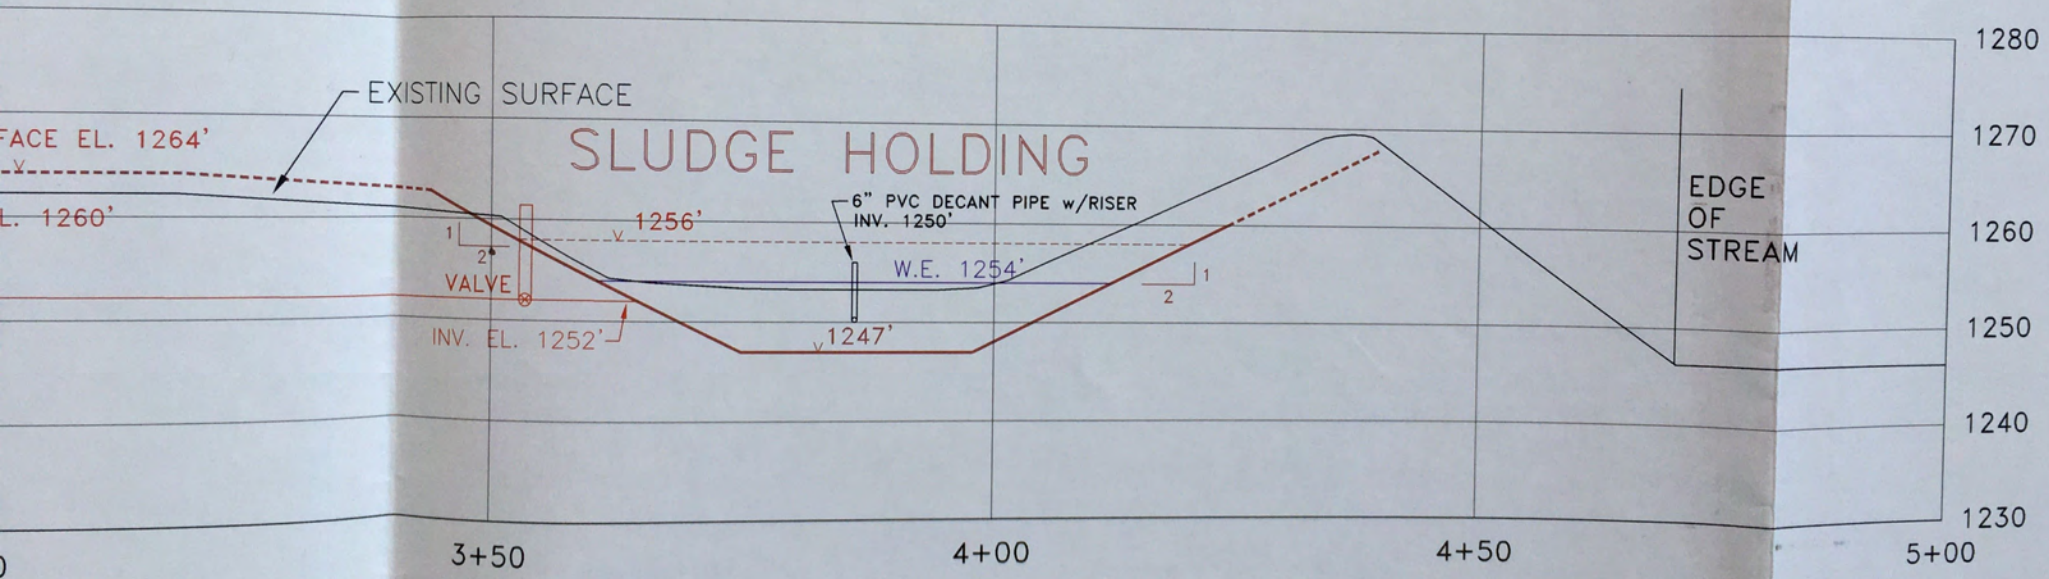 1280
EXISTING SURFACE
FACE EL. 1264'
SLUDGE HOLDING
1270
6" PVC DECANT PIPE w/RISER
INV. 1250'
EDGE
OF
STREAM
L. 1260'
1256'
1260
1
2
VALVE
W.E. 1254'
1
2
INV. EL. 1252'
1247'
1250
1240
1230
0
3+50
4+00
4+50
5+00